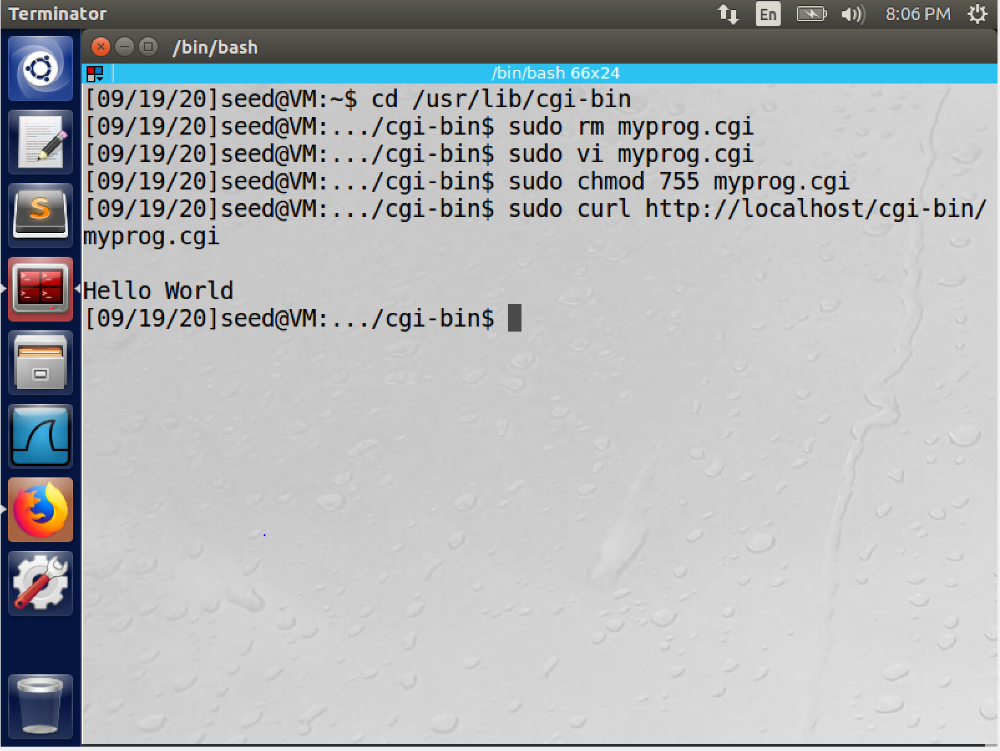 Terminator
En
8:06 PM
/bin/bash
/bin/bash 66x24
[09/19/20]seed@VM:~$ cd /usr/lib/cgi-bin
[09/19/20]seed@VM:.../cgi-bin$ sudo rm myprog.cgi
[09/19/20]seed@VM:.../cgi-bin$ sudo vi myprog.cgi
[09/19/20]seed@VM:.../cgi-bin$ sudo chmod 755 myprog.cgi
[09/19/20]seed@VM:.../cgi-bin$ sudo curl http://localhost/cgi-bin/
myprog.cgi
Hello World
[09/19/20]seed@VM:.../cgi-bin$
S